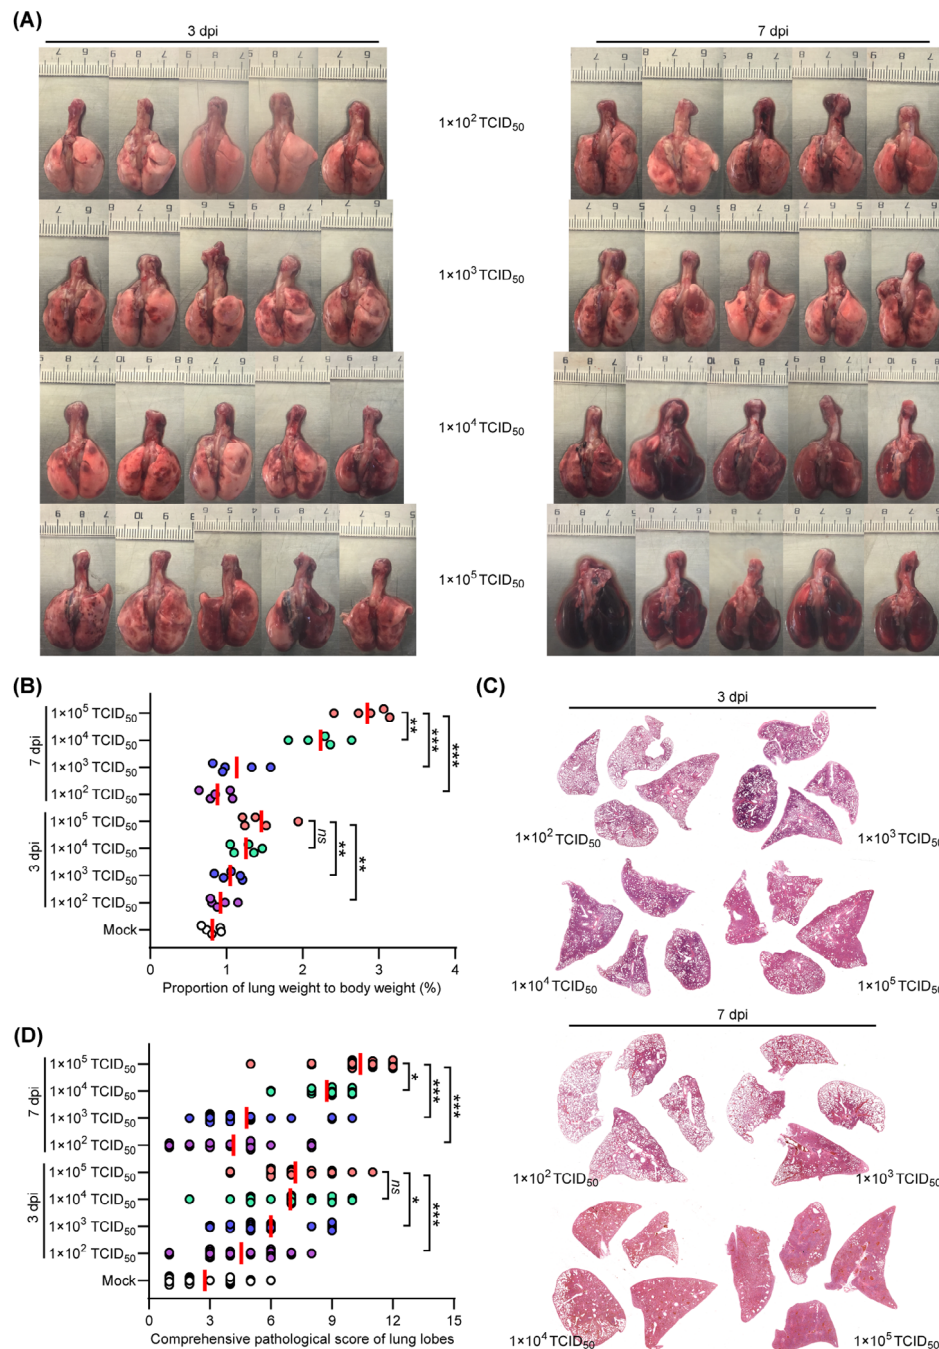 (A)
3 dpi
7 dpi
1×10² TCID₅₀
1×10³ TCID₅₀
1×10⁴ TCID₅₀
1×10⁵ TCID₅₀
(B)
7 dpi
1×10⁵ TCID₅₀
1×10⁴ TCID₅₀
1×10³ TCID₅₀
1×10² TCID₅₀
3 dpi
1×10⁵ TCID₅₀
1×10⁴ TCID₅₀
1×10³ TCID₅₀
1×10² TCID₅₀
Mock
**
***
***
ns
**
**
0 1 2 3 4
Proportion of lung weight to body weight (%)
(C)
3 dpi
1×10² TCID₅₀
1×10³ TCID₅₀
1×10⁴ TCID₅₀
1×10⁵ TCID₅₀
7 dpi
1×10² TCID₅₀
1×10³ TCID₅₀
1×10⁴ TCID₅₀
1×10⁵ TCID₅₀
(D)
7 dpi
1×10⁵ TCID₅₀
1×10⁴ TCID₅₀
1×10³ TCID₅₀
1×10² TCID₅₀
3 dpi
1×10⁵ TCID₅₀
1×10⁴ TCID₅₀
1×10³ TCID₅₀
1×10² TCID₅₀
Mock
*
***
***
ns
*
***
0 3 6 9 12 15
Comprehensive pathological score of lung lobes